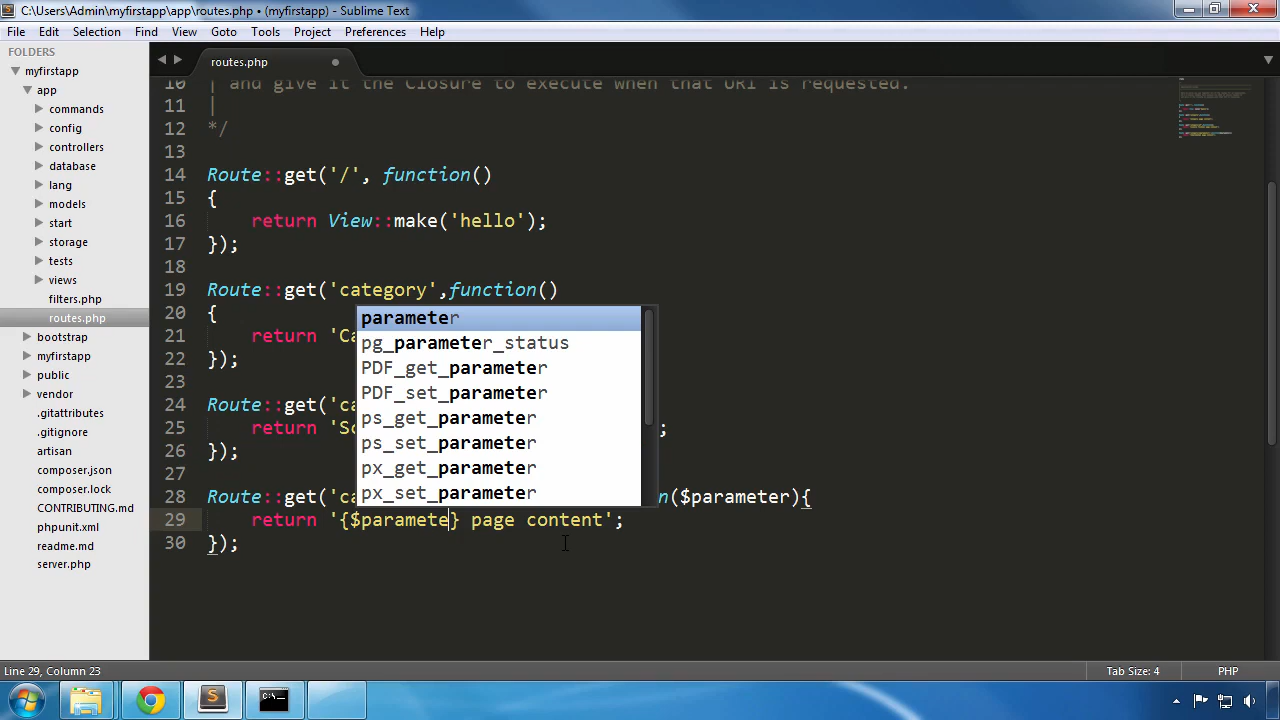 C:\Users\Admin\myfirstapp\app\routes.php • (myfirstapp) - Sublime Text
File Edit Selection Find View Goto Tools Project Preferences Help
FOLDERS
myfirstapp
app
commands
config
controllers
database
lang
models
start
storage
tests
views
filters.php
routes.php
bootstrap
myfirstapp
public
vendor
.gitattributes
.gitignore
artisan
composer.json
composer.lock
CONTRIBUTING.md
phpunit.xml
readme.md
server.php
routes.php
10 | and give it the Closure to execute when that URI is requested.
11 |
12 */
13
14 Route::get('/', function()
15 {
16 return View::make('hello');
17 });
18
19 Route::get('category',function()
20 {
21 return 'Ca
22 });
23
24 Route::get('ca
25 return 'So ;
26 });
27
28 Route::get('ca n($parameter){
29 return '{$paramete} page content';
30 });
parameter
pg_parameter_status
PDF_get_parameter
PDF_set_parameter
ps_get_parameter
ps_set_parameter
px_get_parameter
px_set_parameter
Line 29, Column 23 Tab Size: 4 PHP